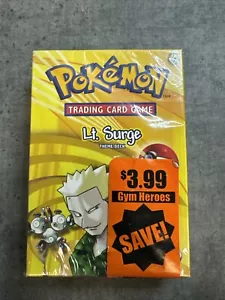 POKéMON
TRADING CARD GAME
Lt. Surge
THEME DECK
$3.99
Gym Heroes
SAVE!